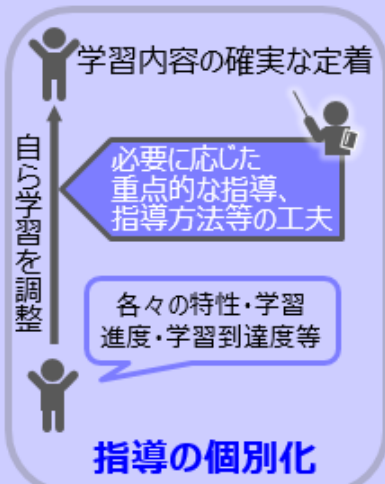 学習内容の確実な定着
自ら学習を調整
必要に応じた
重点的な指導、
指導方法等の工夫
各々の特性・学習
進度・学習到達度等
指導の個別化